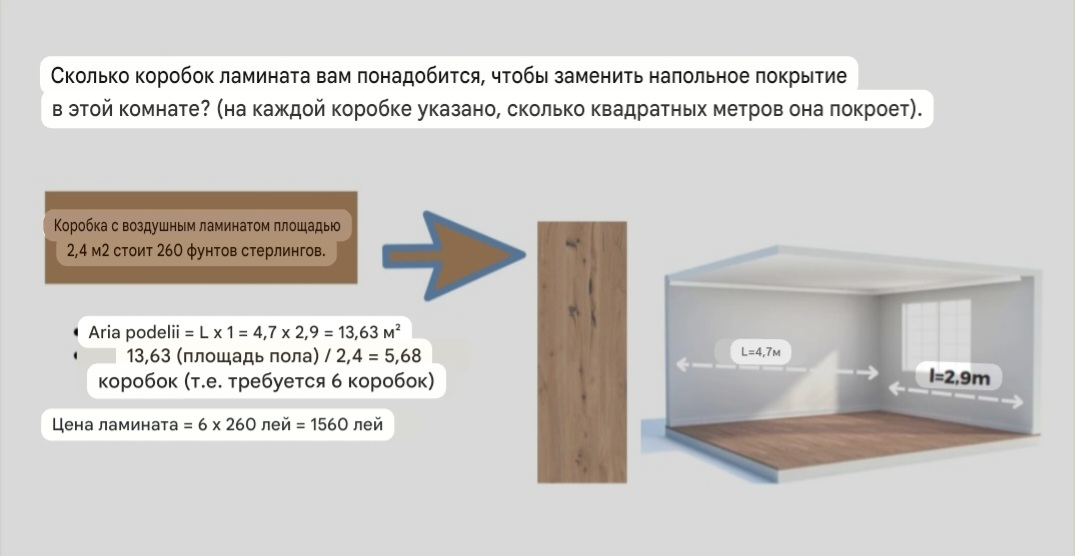 Сколько коробок ламината вам понадобится, чтобы заменить напольное покрытие
в этой комнате? (на каждой коробке указано, сколько квадратных метров она покроет).
Коробка с воздушным ламинатом площадью
2,4 м2 стоит 260 фунтов стерлингов.
Aria podelii = L x 1 = 4,7 x 2,9 = 13,63 м²
13,63 (площадь пола) / 2,4 = 5,68
коробок (т.е. требуется 6 коробок)
Цена ламината = 6 x 260 лей = 1560 лей
L=4,7м
l=2,9m